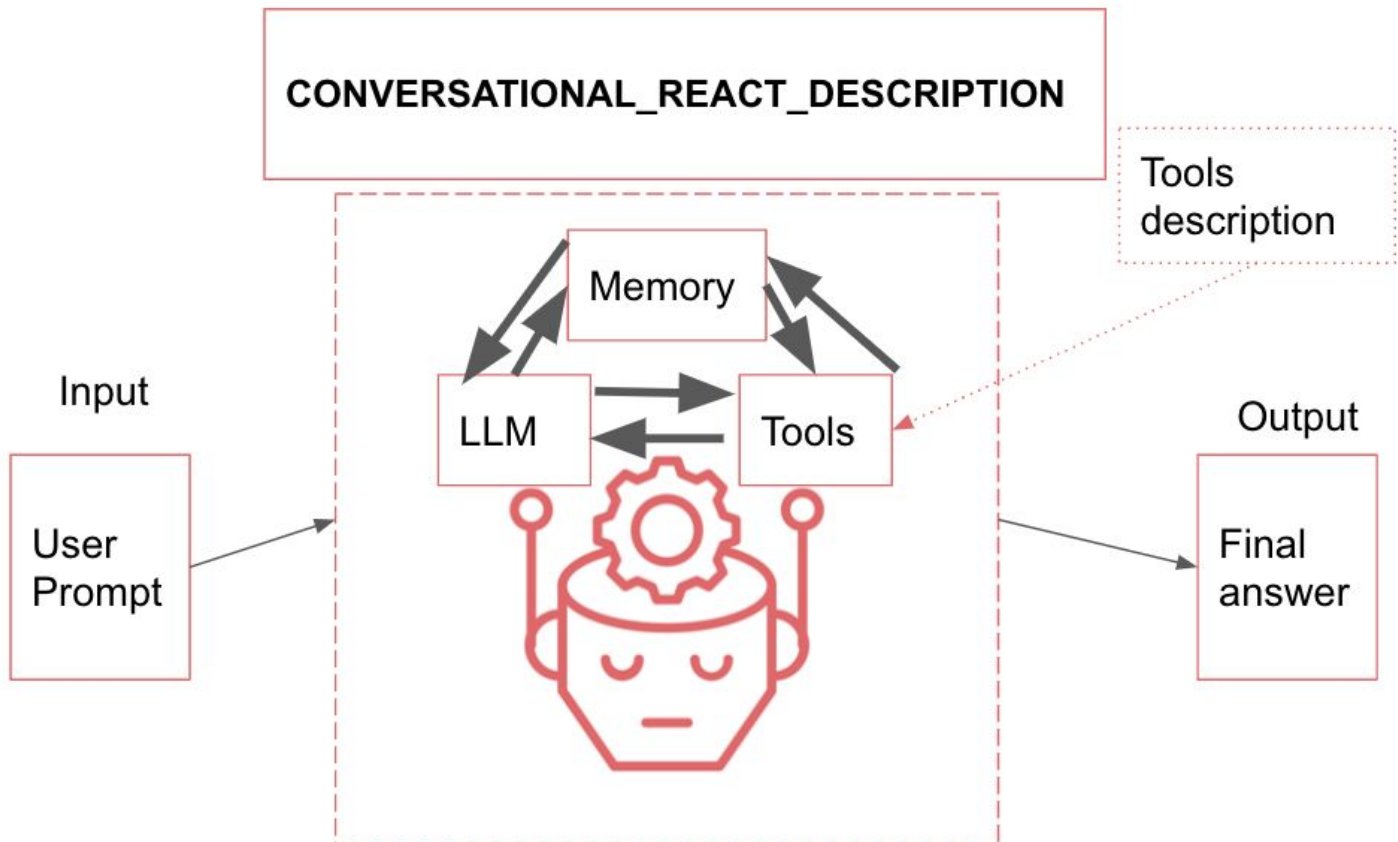 CONVERSATIONAL_REACT_DESCRIPTION
Tools
description
Memory
Input
LLM
Tools
Output
User
Prompt
Final
answer